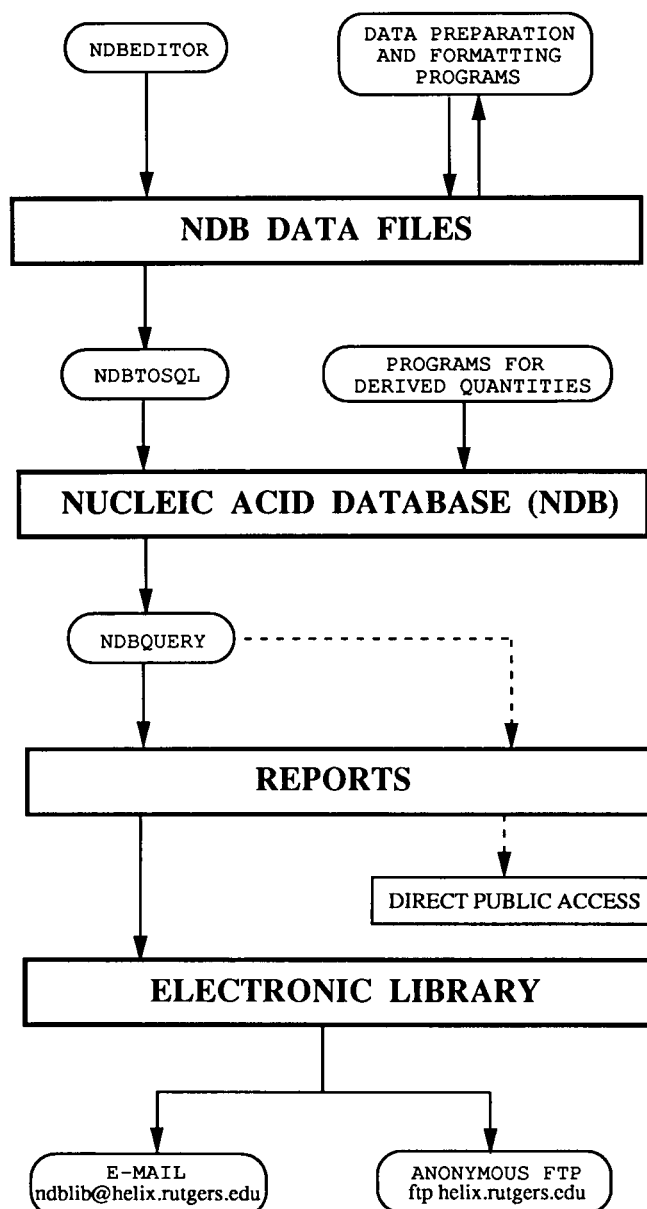 NDBEDITOR
DATA PREPARATION
AND FORMATTING
PROGRAMS
NDB DATA FILES
NDBTOSQL
PROGRAMS FOR
DERIVED QUANTITIES
NUCLEIC ACID DATABASE (NDB)
NDBQUERY
REPORTS
DIRECT PUBLIC ACCESS
ELECTRONIC LIBRARY
E-MAIL
ndblib@helix.rutgers.edu
ANONYMOUS FTP
ftp helix.rutgers.edu